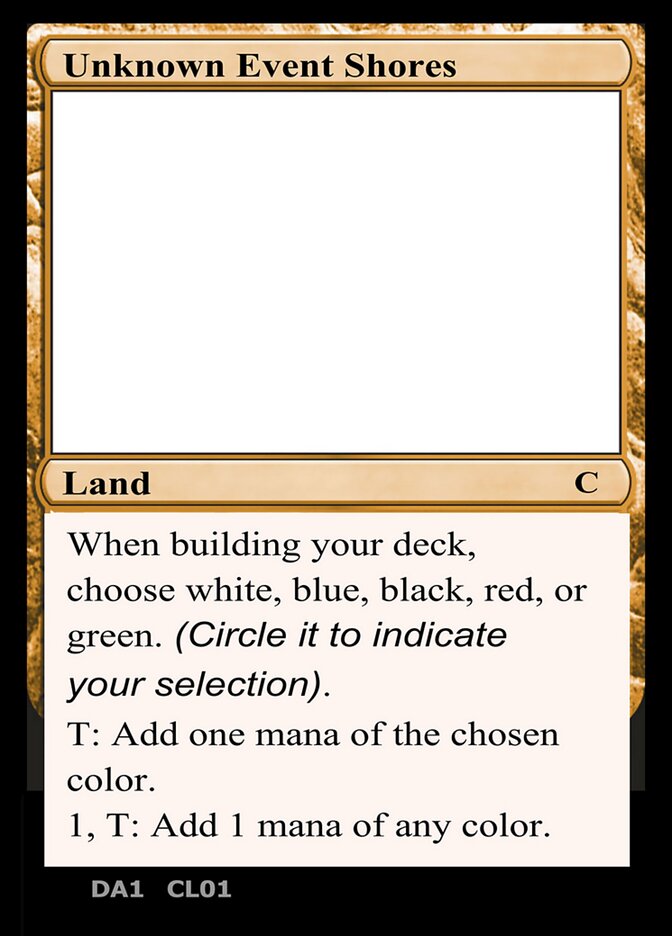 Unknown Event Shores
Land C
When building your deck,
choose white, blue, black, red, or
green. (Circle it to indicate
your selection).
T: Add one mana of the chosen
color.
1, T: Add 1 mana of any color.
DA1 CL01